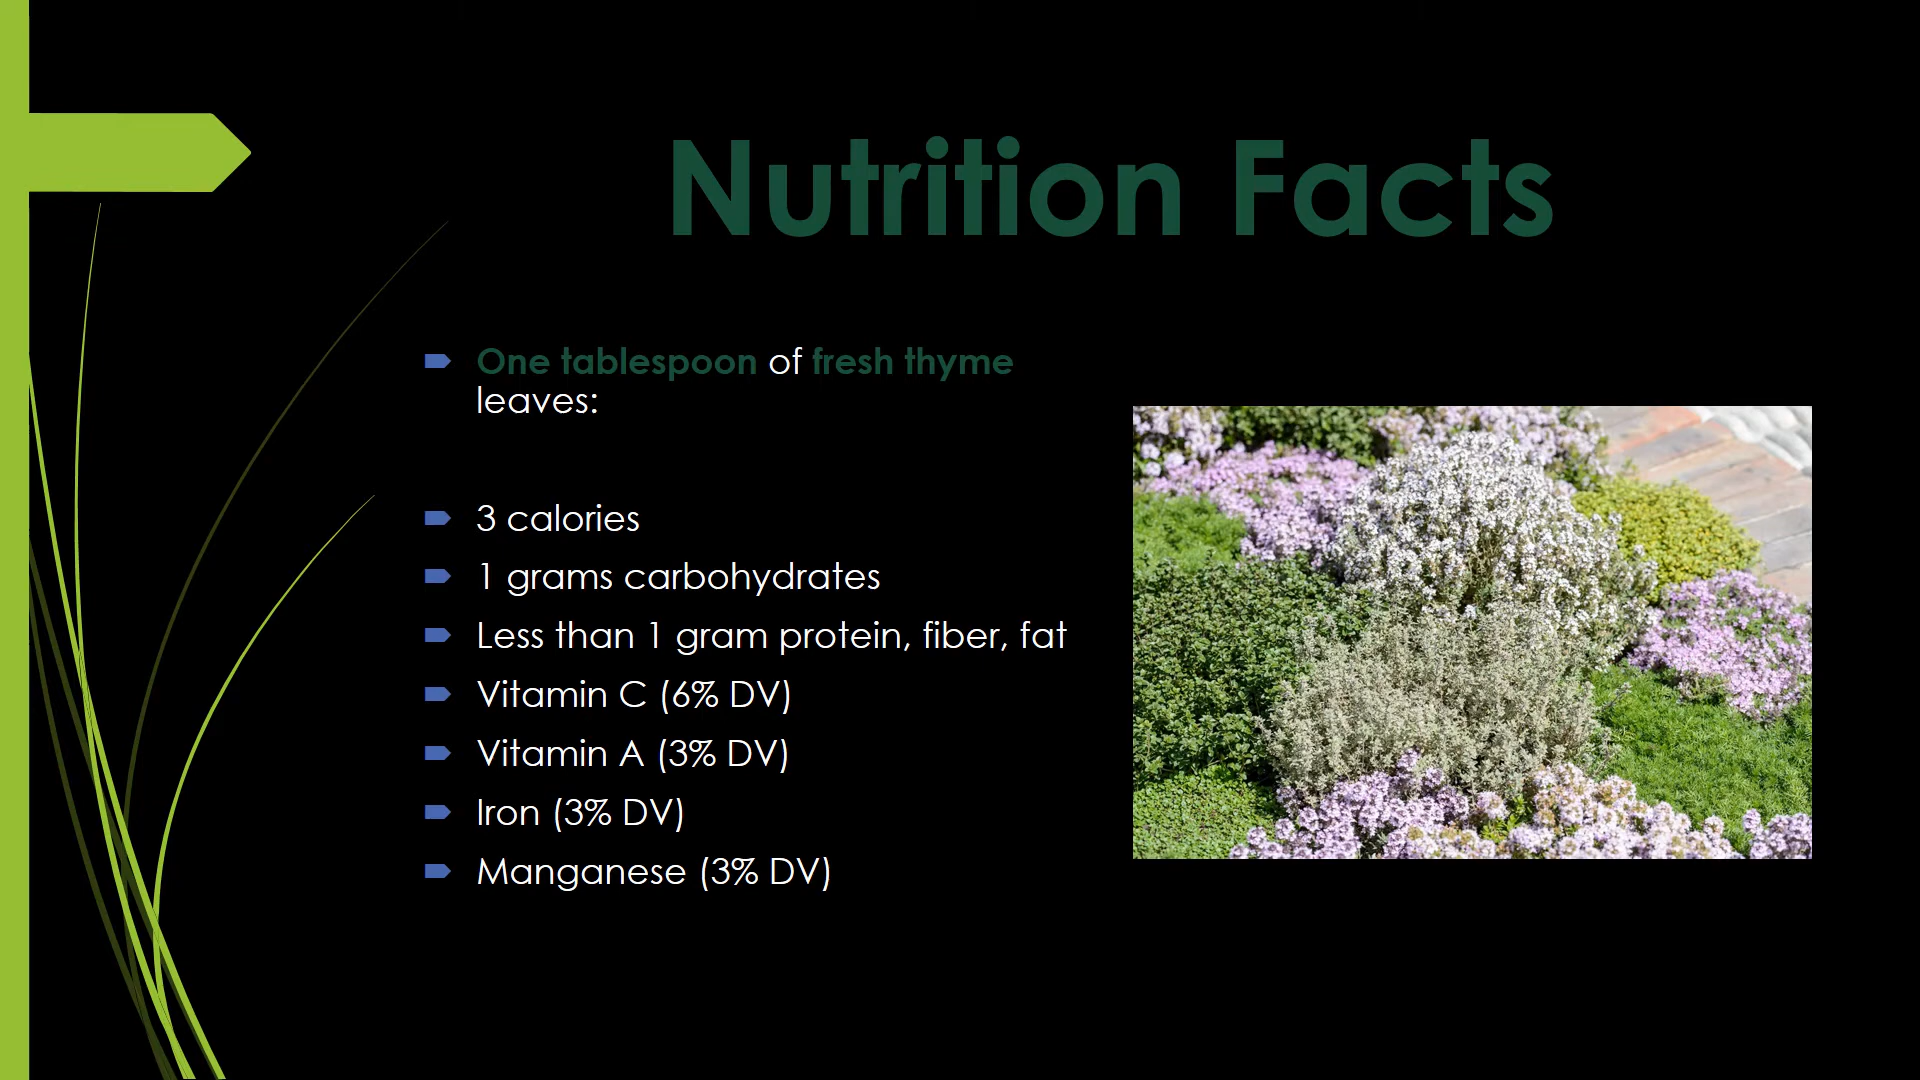 Nutrition Facts
One tablespoon of fresh thyme
leaves:
3 calories
1 grams carbohydrates
Less than 1 gram protein, fiber, fat
Vitamin C (6% DV)
Vitamin A (3% DV)
Iron (3% DV)
Manganese (3% DV)